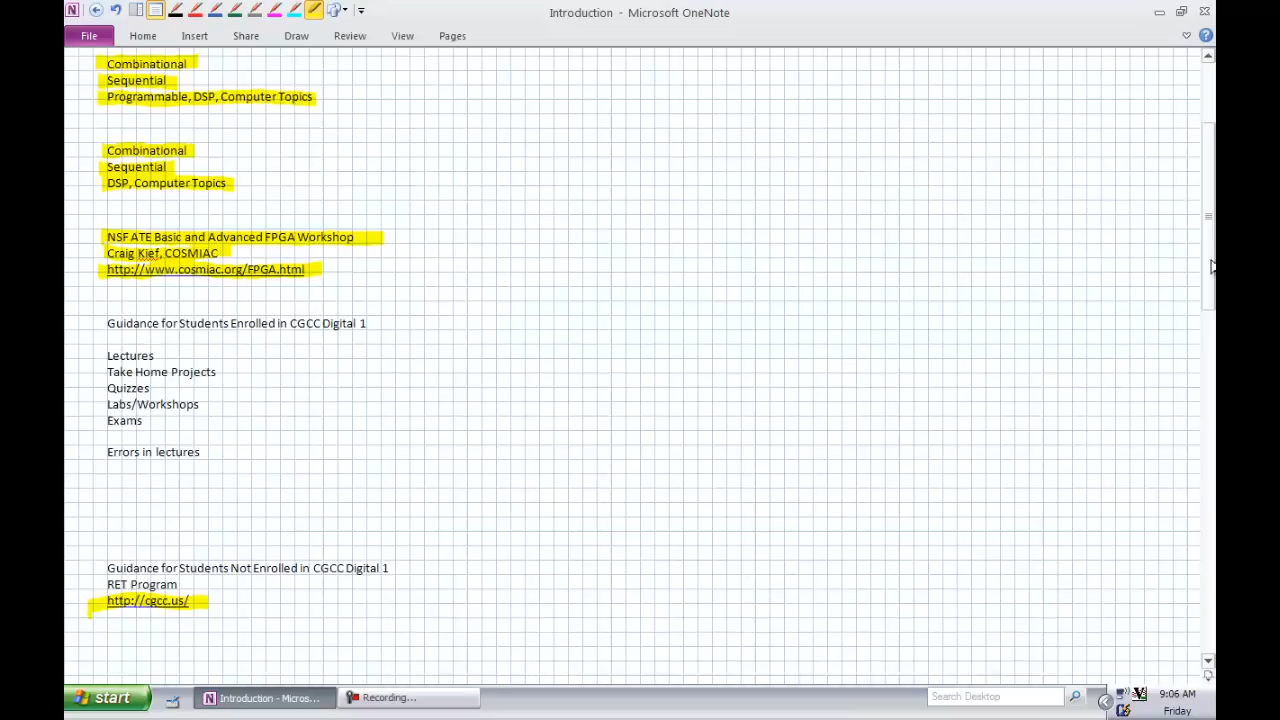 Introduction - Microsoft OneNote
File Home Insert Share Draw Review View Pages
Combinational
Sequential
Programmable, DSP, Computer Topics
Combinational
Sequential
DSP, Computer Topics
NSF ATE Basic and Advanced FPGA Workshop
Craig Kief, COSMIAC
http://www.cosmiac.org/FPGA.html
Guidance for Students Enrolled in CGCC Digital 1
Lectures
Take Home Projects
Quizzes
Labs/Workshops
Exams
Errors in lectures
Guidance for Students Not Enrolled in CGCC Digital 1
RET Program
http://cgcc.us/
start Introduction - Micros... Recording... Search Desktop 9:06 AM
Friday